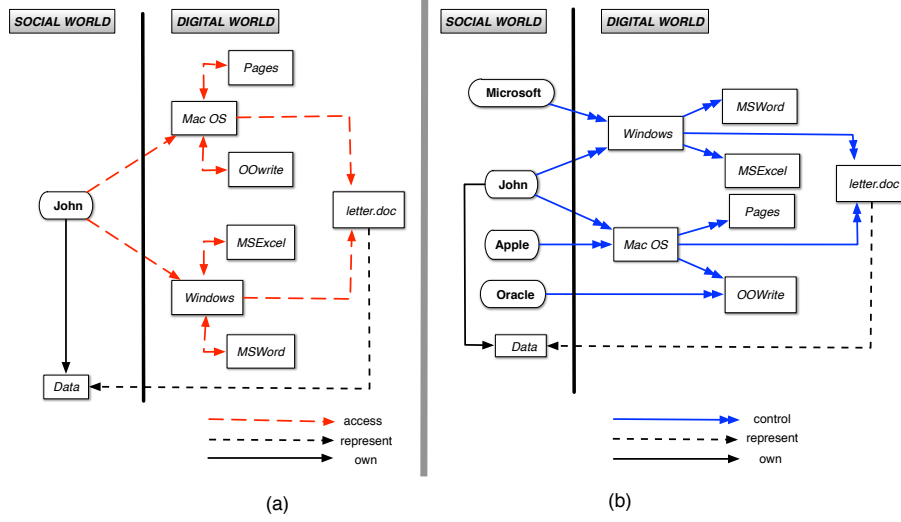 SOCIAL WORLD
DIGITAL WORLD
Pages
Mac OS
OOwrite
John
letter.doc
MSExcel
Windows
MSWord
Data
access
represent
own
(a)
SOCIAL WORLD
DIGITAL WORLD
Microsoft
MSWord
Windows
MSExcel
John
letter.doc
Pages
Apple
Mac OS
Oracle
OOWrite
Data
control
represent
own
(b)